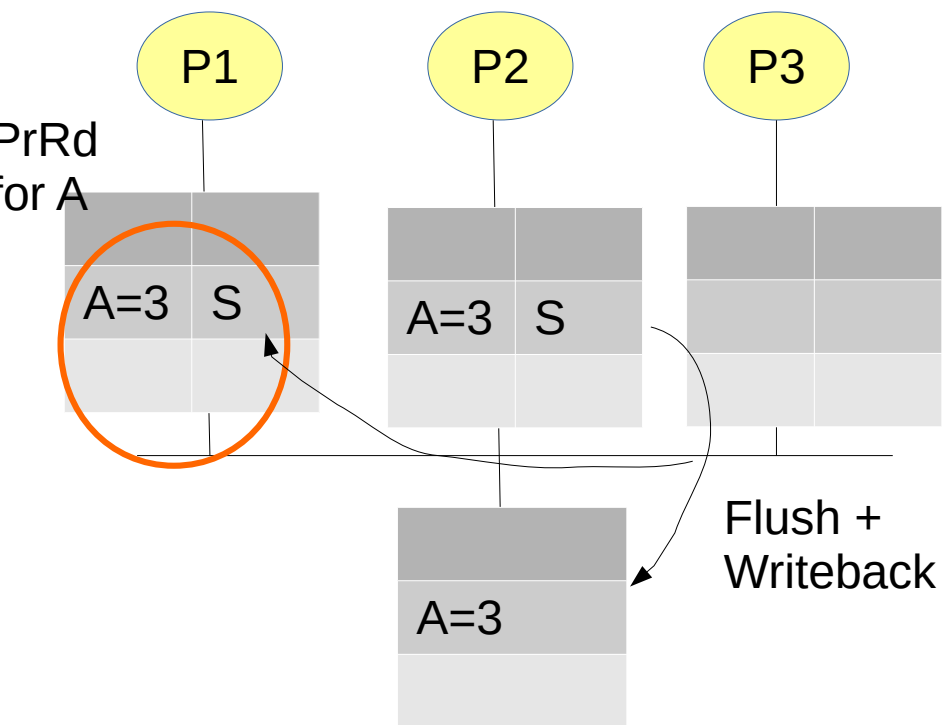 P1
P2
P3
PrRd
for A
A=3 S
A=3 S
Flush +
Writeback
A=3